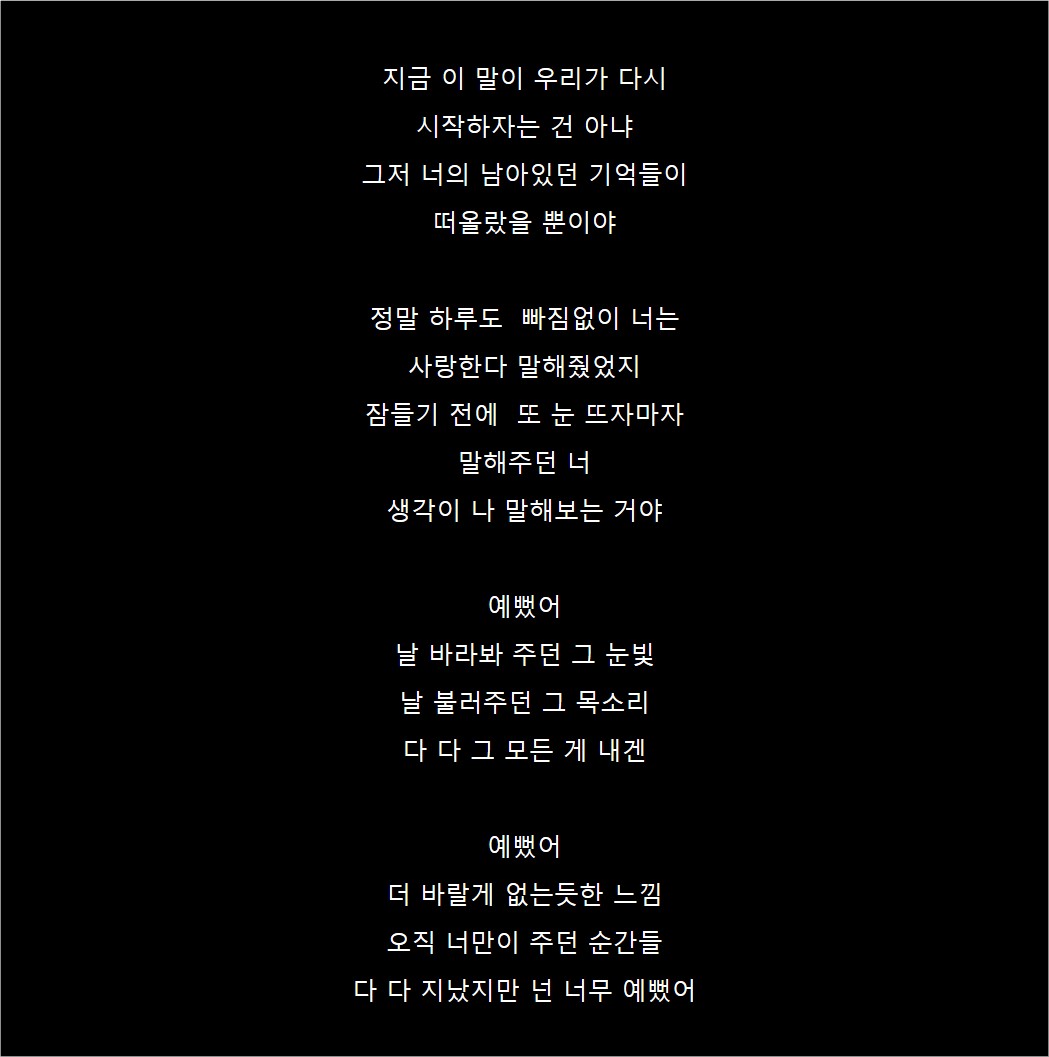 지금 이 말이 우리가 다시
시작하자는 건 아냐
그저 너의 남아있던 기억들이
떠올랐을 뿐이야
정말 하루도  빠짐없이 너는
사랑한다 말해줬었지
잠들기 전에  또 눈 뜨자마자
말해주던 너
생각이 나 말해보는 거야
예뻤어
날 바라봐 주던 그 눈빛
날 불러주던 그 목소리
다 다 그 모든 게 내겐
예뻤어
더 바랄게 없는듯한 느낌
오직 너만이 주던 순간들
다 다 지났지만 넌 너무 예뻤어